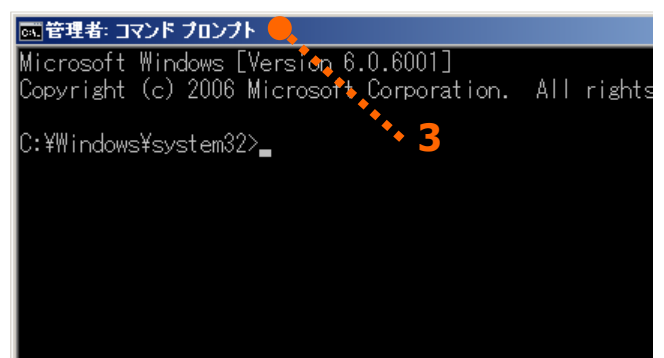 管理者: コマンド プロンプト
Microsoft Windows [Version 6.0.6001]
Copyright (c) 2006 Microsoft Corporation.  All rights
C:¥Windows¥system32>
3